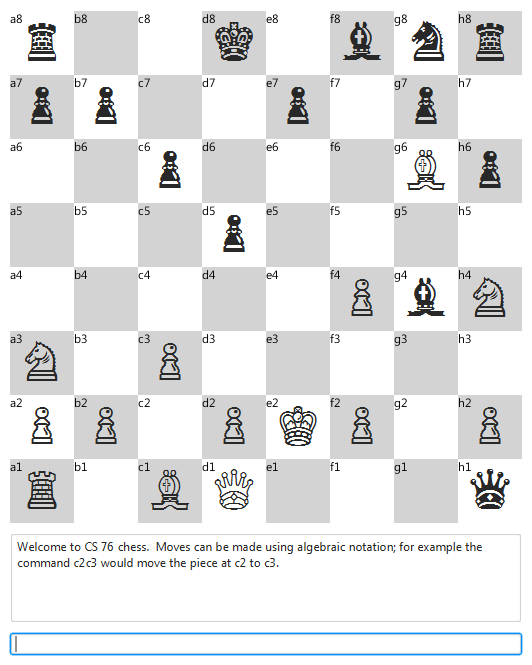 a8 b8 c8 d8 e8 f8 g8 h8
a7 b7 c7 d7 e7 f7 g7 h7
a6 b6 c6 d6 e6 f6 g6 h6
a5 b5 c5 d5 e5 f5 g5 h5
a4 b4 c4 d4 e4 f4 g4 h4
a3 b3 c3 d3 e3 f3 g3 h3
a2 b2 c2 d2 e2 f2 g2 h2
a1 b1 c1 d1 e1 f1 g1 h1
Welcome to CS 76 chess.  Moves can be made using algebraic notation; for example the
command c2c3 would move the piece at c2 to c3.